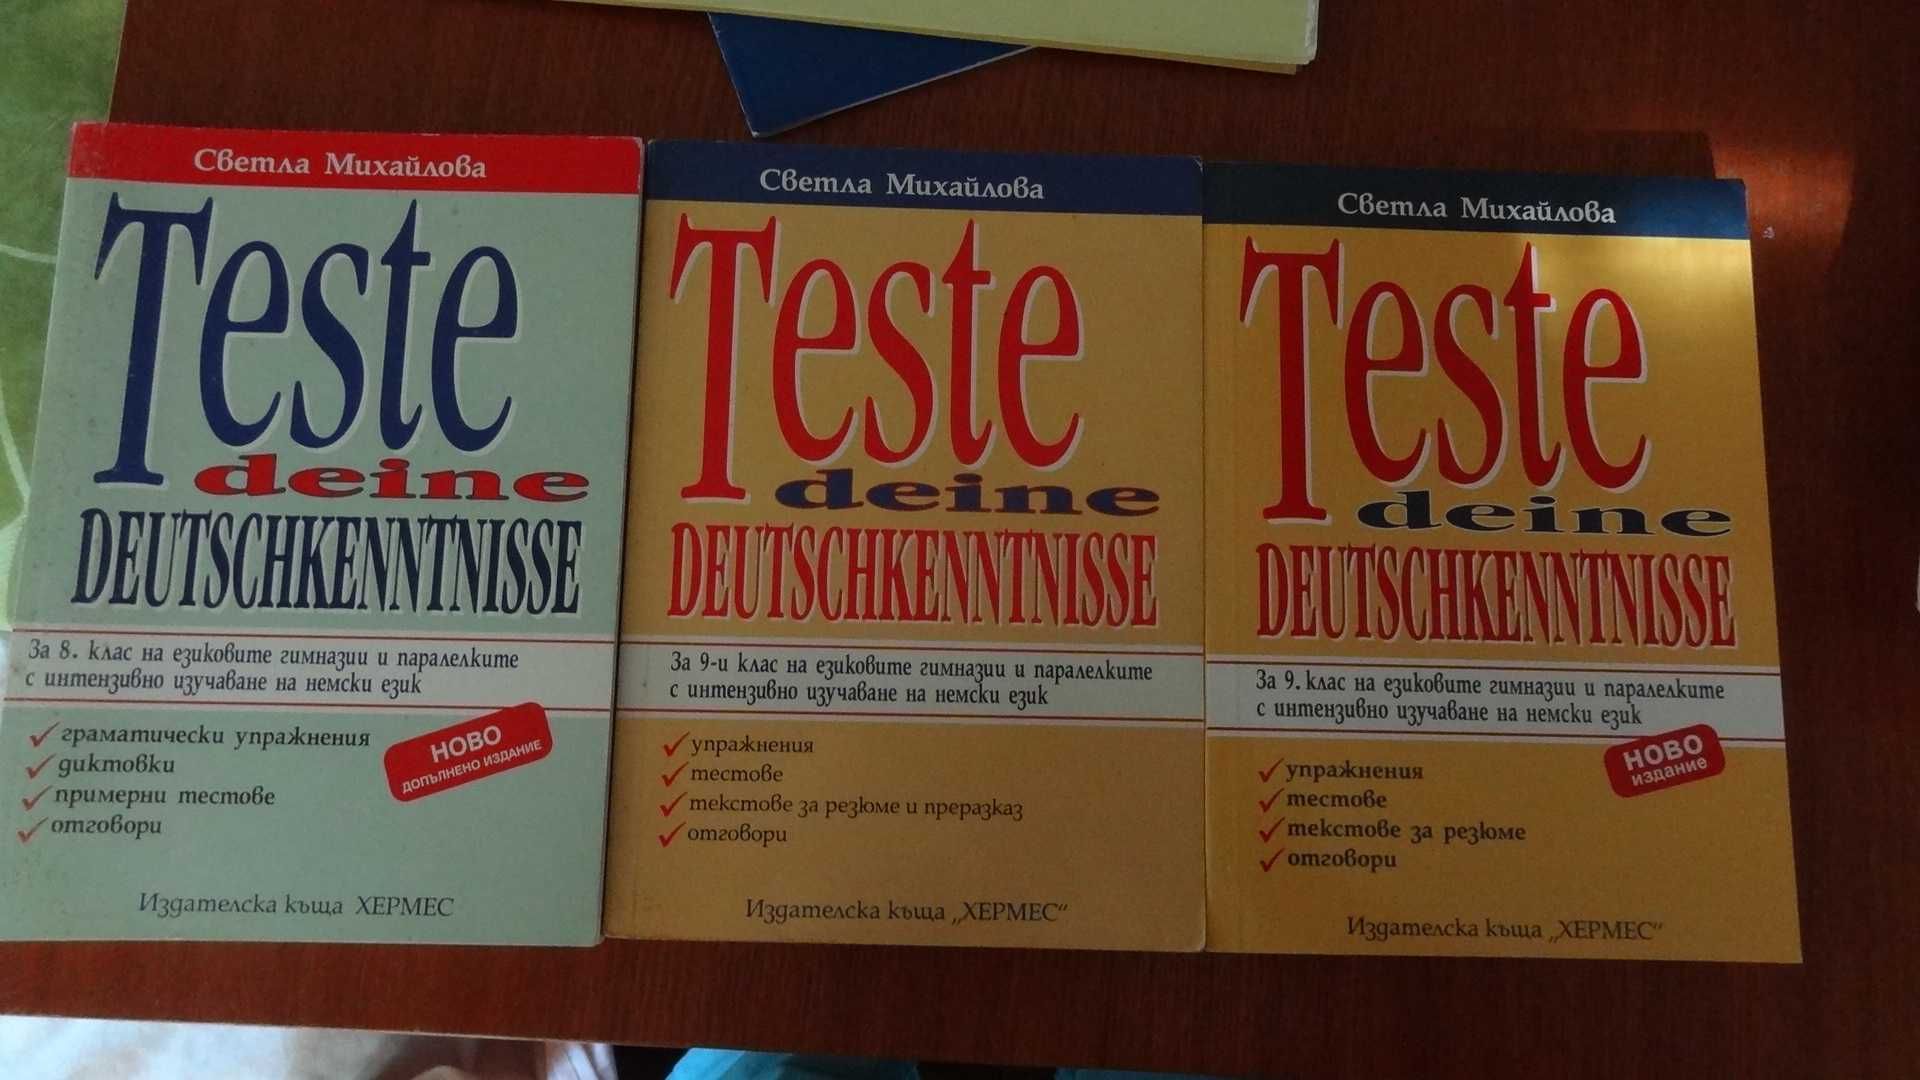 Светла Михайлова
Teste
deine
DEUTSCHKENNTNISSE
За 8. клас на езиковите гимназии и паралелките
с интензивно изучаване на немски език
граматически упражнения
диктовки
примерни тестове
отговори
НОВО
ДОПЪЛНЕНО ИЗДАНИЕ
Издателска къща ХЕРМЕС
Светла Михайлова
Teste
deine
DEUTSCHKENNTNISSE
За 9-и клас на езиковите гимназии и паралелките
с интензивно изучаване на немски език
упражнения
тестове
текстове за резюме и преразказ
отговори
Издателска къща „ХЕРМЕС“
Светла Михайлова
Teste
deine
DEUTSCHKENNTNISSE
За 9. клас на езиковите гимназии и паралелките
с интензивно изучаване на немски език
НОВО
издание
упражнения
тестове
текстове за резюме
отговори
Издателска къща „ХЕРМЕС“